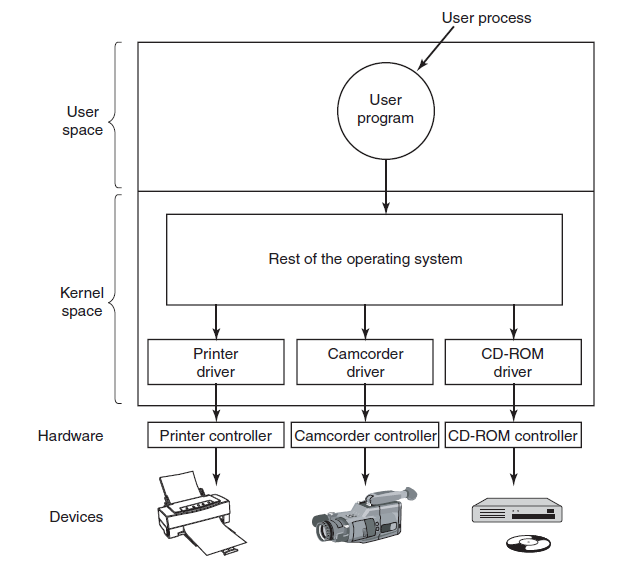 User process
User
program
User
space
Rest of the operating system
Kernel
space
Printer
driver
Camcorder
driver
CD-ROM
driver
Hardware
Printer controller
Camcorder controller
CD-ROM controller
Devices